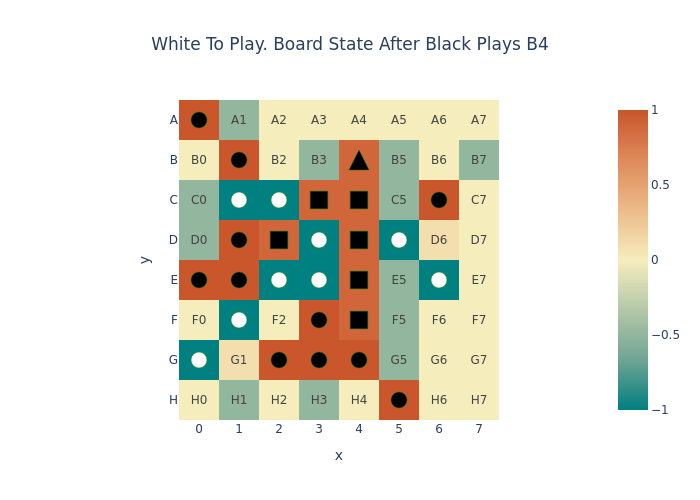 White To Play. Board State After Black Plays B4
A A1 A2 A3 A4 A5 A6 A7 1
B B0 B2 B3 B5 B6 B7
C C0 C5 C7 0.5
D D0 D6 D7
y 0
E E5 E7
F F0 F2 F5 F6 F7 −0.5
G G1 G5 G6 G7
H H0 H1 H2 H3 H4 H6 H7 −1
0 1 2 3 4 5 6 7
x